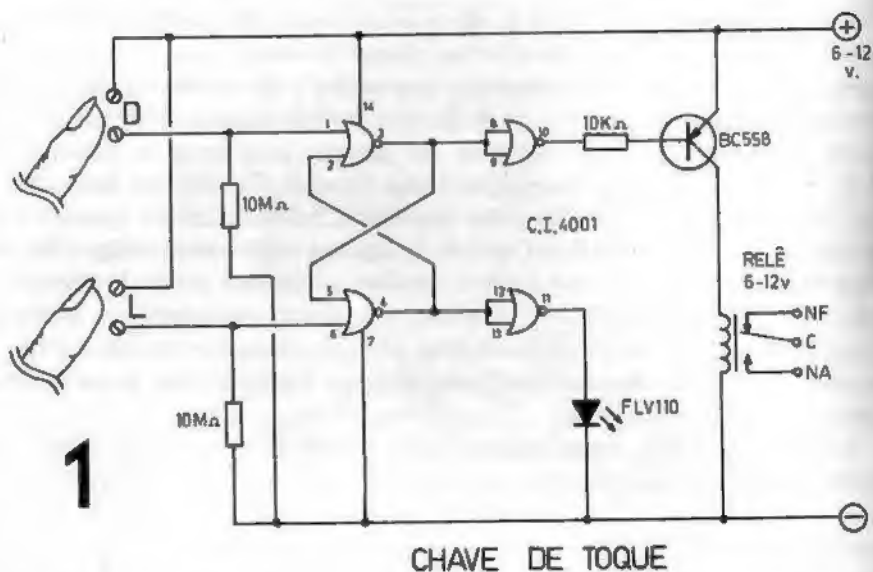 +
6-12
v.
D
14
1
2
3
8
9
10
10KΩ
BC558
10MΩ
C.I.4001
RELÊ
6-12v
L
5
6
4
7
12
13
11
NF
C
NA
10MΩ
FLV110
1
-
CHAVE DE TOQUE